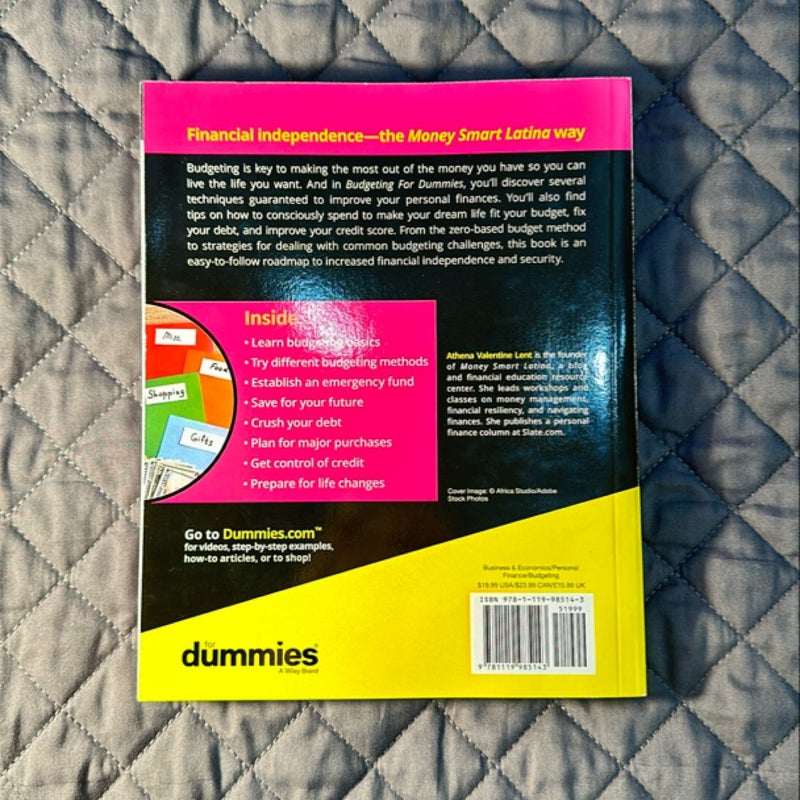 Financial independence—the Money Smart Latina way
Budgeting is key to making the most out of the money you have so you can
live the life you want. And in Budgeting For Dummies, you'll discover several
techniques guaranteed to improve your personal finances. You'll also find
tips on how to consciously spend to make your dream life fit your budget, fix
your debt, and improve your credit score. From the zero-based budget method
to strategies for dealing with common budgeting challenges, this book is an
easy-to-follow roadmap to increased financial independence and security.
Misc
Food
Shopping
Gifts
Inside
• Learn budgeting basics
• Try different budgeting methods
• Establish an emergency fund
• Save for your future
• Crush your debt
• Plan for major purchases
• Get control of credit
• Prepare for life changes
Athena Valentine Lent is the founder
of Money Smart Latina, a blog
and financial education resource
center. She leads workshops and
classes on money management,
financial resiliency, and navigating
finances. She publishes a personal
finance column at Slate.com.
Cover Image: © Africa Studio/Adobe
Stock Photos
Go to Dummies.com™
for videos, step-by-step examples,
how-to articles, or to shop!
Business & Economics/Personal
Finance/Budgeting
$19.99 USA/$23.99 CAN/£15.99 UK
ISBN 978-1-119-98514-3
51999
9 781119 985143
for
dummies®
A Wiley Brand